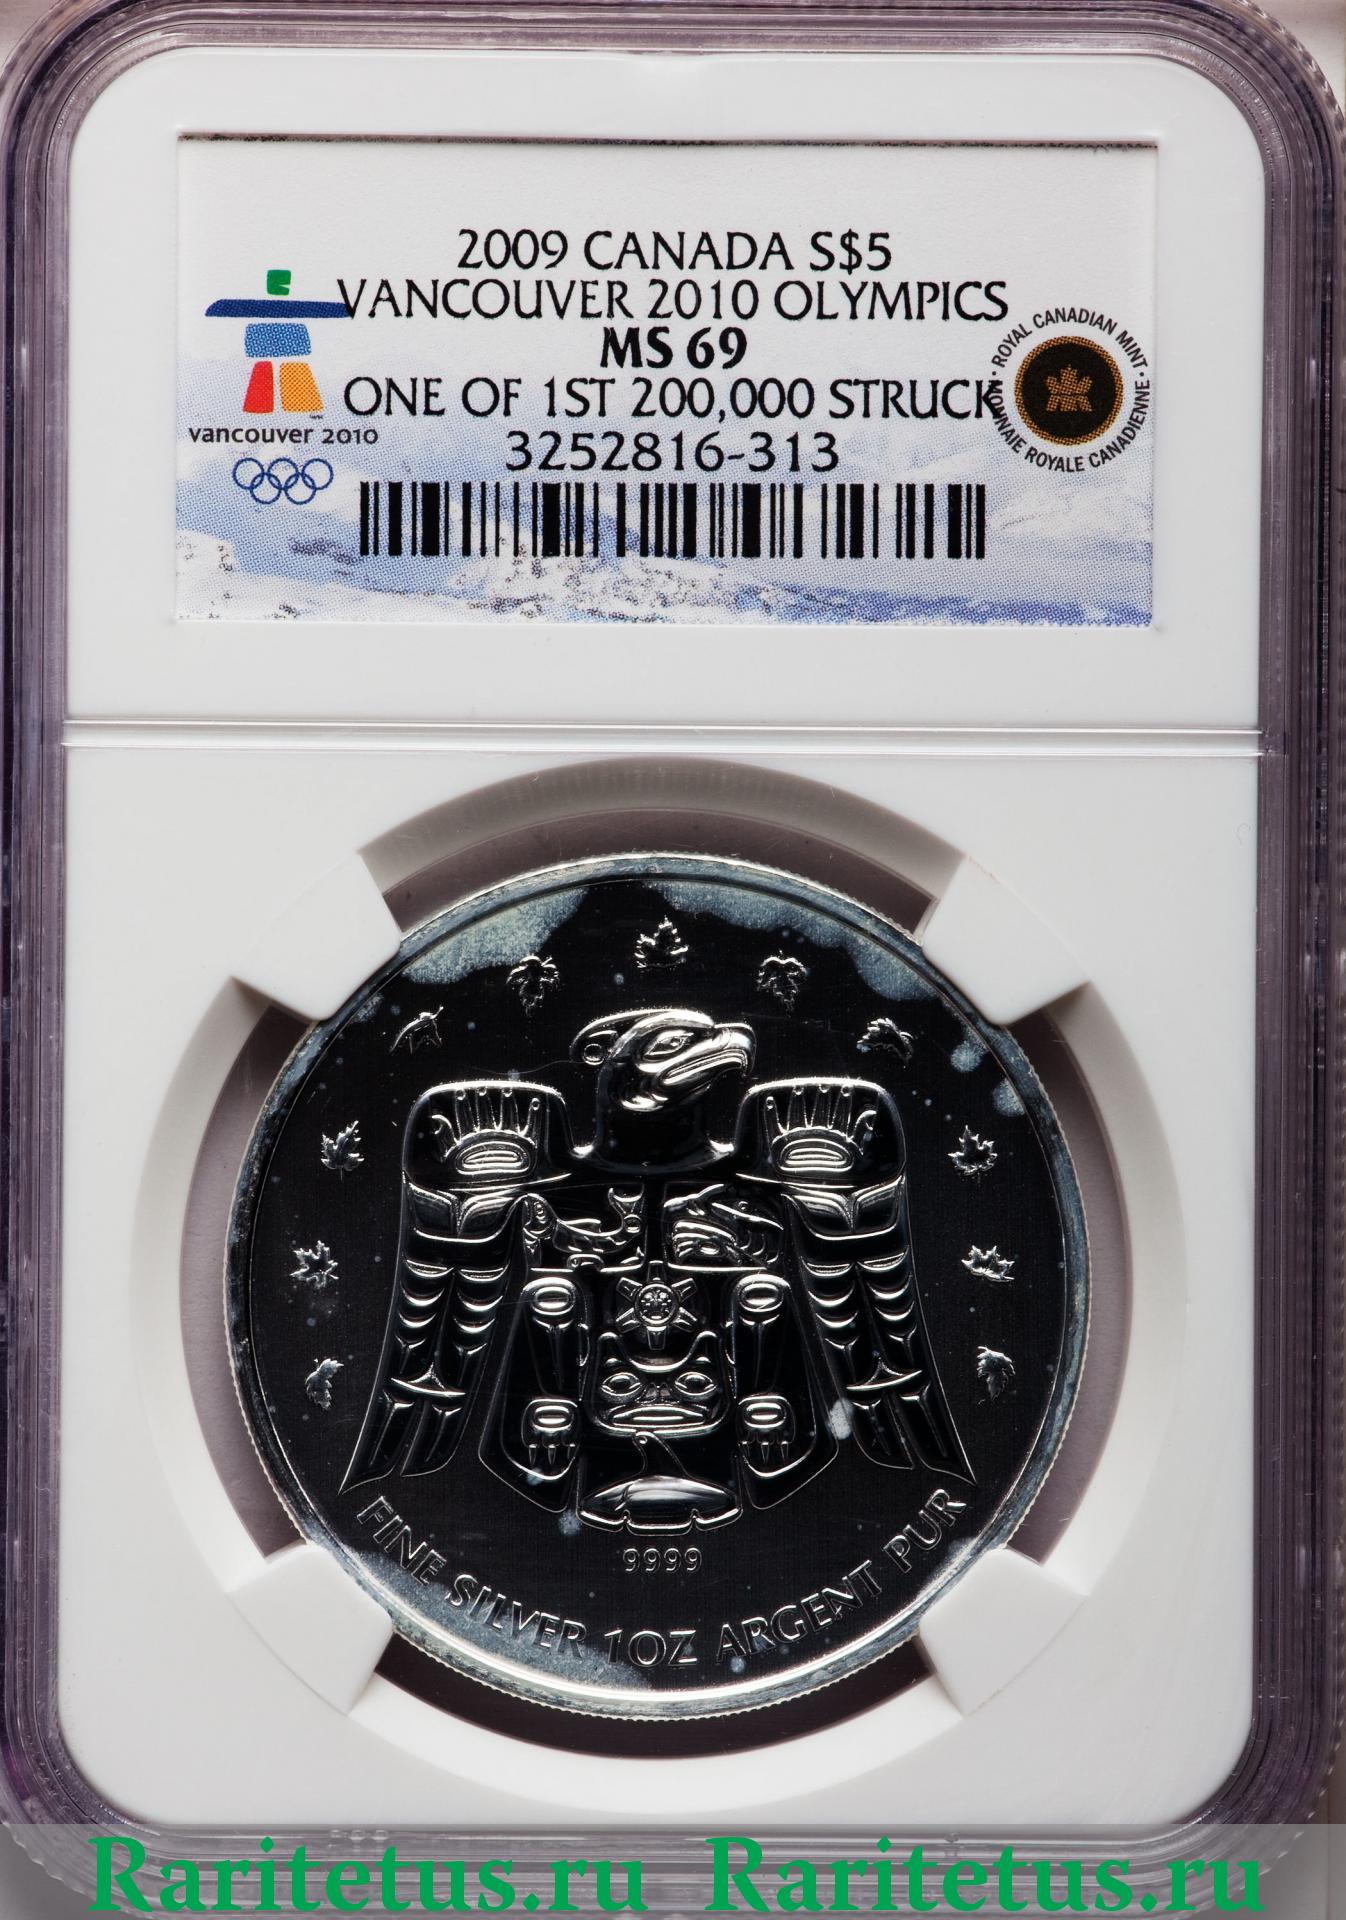 2009 CANADA S$5
VANCOUVER 2010 OLYMPICS
MS 69
ONE OF 1ST 200,000 STRUCK
3252816-313
vancouver 2010
· ROYAL CANADIAN MINT ·
MONNAIE ROYALE CANADIENNE
9999
FINE SILVER 1OZ ARGENT PUR
Raritetus.ru Raritetus.ru